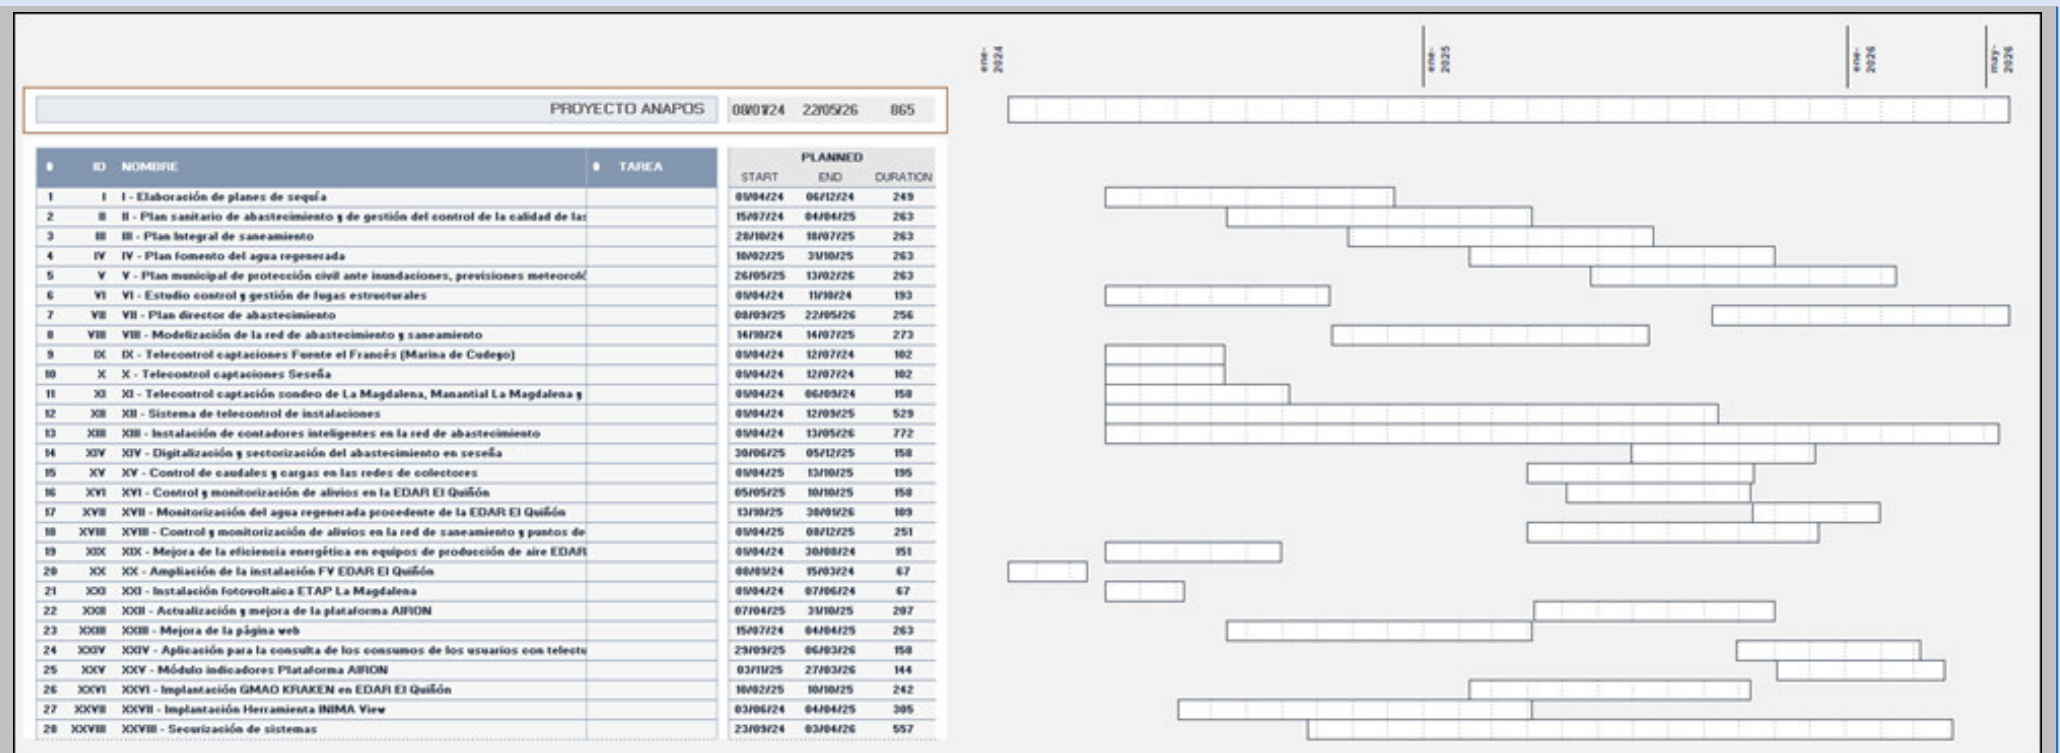 ene-2024
ene-2025
ene-2026
may-2026
PROYECTO ANAPOS 08/01/24 22/05/26 865
# ID NOMBRE # TAREA PLANNED
START END DURATION
1 I I - Elaboración de planes de sequía 01/04/24 06/12/24 249
2 II II - Plan sanitario de abastecimiento y de gestión del control de la calidad de las 15/07/24 04/04/25 263
3 III III - Plan Integral de saneamiento 28/10/24 18/07/25 263
4 IV IV - Plan fomento del agua regenerada 10/02/25 31/10/25 263
5 V V - Plan municipal de protección civil ante inundaciones, previsiones meteoroló 26/05/25 13/02/26 263
6 VI VI - Estudio control y gestión de fugas estructurales 01/04/24 11/10/24 193
7 VII VII - Plan director de abastecimiento 08/09/25 22/05/26 256
8 VIII VIII - Modelización de la red de abastecimiento y saneamiento 14/10/24 14/07/25 273
9 IX IX - Telecontrol captaciones Fuente el Francés (Marina de Cudeyo) 01/04/24 12/07/24 102
10 X X - Telecontrol captaciones Seseña 01/04/24 12/07/24 102
11 XI XI - Telecontrol captación sondeo de La Magdalena, Manantial La Magdalena y 01/04/24 06/09/24 158
12 XII XII - Sistema de telecontrol de instalaciones 01/04/24 12/09/25 529
13 XIII XIII - Instalación de contadores inteligentes en la red de abastecimiento 01/04/24 13/05/26 772
14 XIV XIV - Digitalización y sectorización del abastecimiento en seseña 30/06/25 05/12/25 158
15 XV XV - Control de caudales y cargas en las redes de colectores 01/04/25 13/10/25 195
16 XVI XVI - Control y monitorización de alivios en la EDAR El Quiñón 05/05/25 10/10/25 158
17 XVII XVII - Monitorización del agua regenerada procedente de la EDAR El Quiñón 13/10/25 30/01/26 109
18 XVIII XVIII - Control y monitorización de alivios en la red de saneamiento y puntos de 01/04/25 08/12/25 251
19 XIX XIX - Mejora de la eficiencia energética en equipos de producción de aire EDAR 01/04/24 30/08/24 151
20 XX XX - Ampliación de la instalación FV EDAR El Quiñón 08/01/24 15/03/24 67
21 XXI XXI - Instalación fotovoltaica ETAP La Magdalena 01/04/24 07/06/24 67
22 XXII XXII - Actualización y mejora de la plataforma AIRON 07/04/25 31/10/25 207
23 XXIII XXIII - Mejora de la página web 15/07/24 04/04/25 263
24 XXIV XXIV - Aplicación para la consulta de los consumos de los usuarios con telectu 29/09/25 06/03/26 158
25 XXV XXV - Módulo indicadores Plataforma AIRON 03/11/25 27/03/26 144
26 XXVI XXVI - Implantación GMAO KRAKEN en EDAR El Quiñón 10/02/25 10/10/25 242
27 XXVII XXVII - Implantación Herramienta INIMA View 03/06/24 04/04/25 305
28 XXVIII XXVIII - Securización de sistemas 23/09/24 03/04/26 557